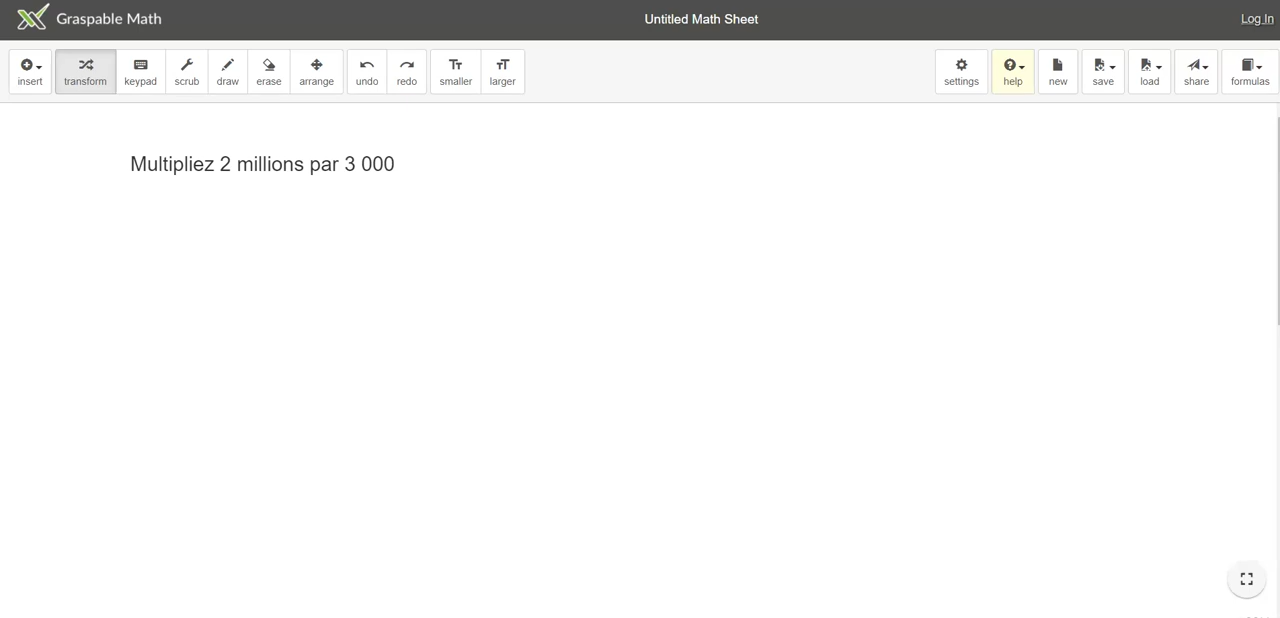 Graspable Math
Untitled Math Sheet
Log In
insert
transform
keypad
scrub
draw
erase
arrange
undo
redo
smaller
larger
settings
help
new
save
load
share
formulas
Multipliez 2 millions par 3 000